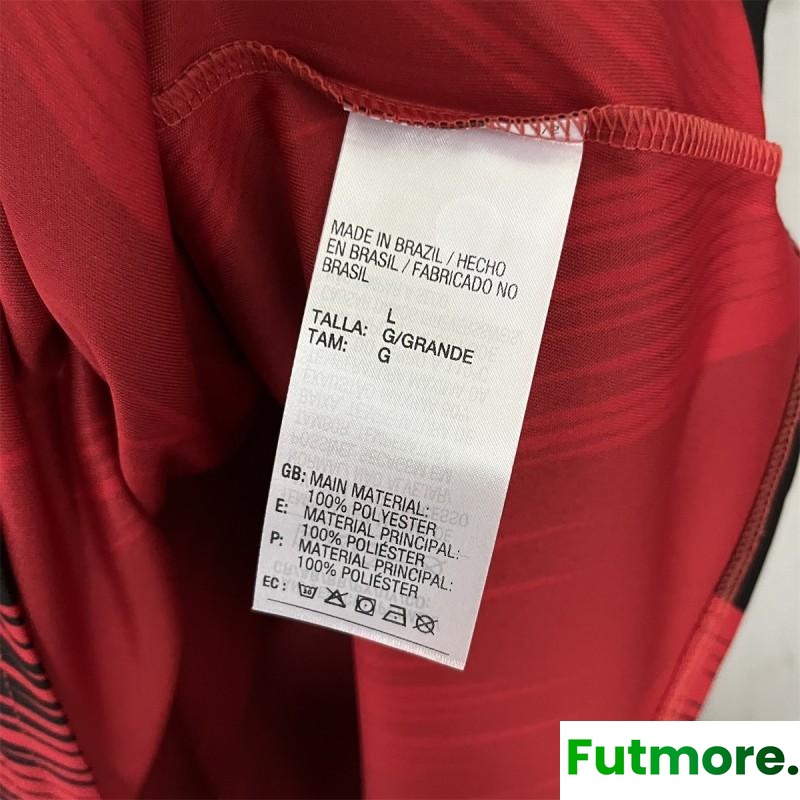 MADE IN BRAZIL / HECHO
EN BRASIL / FABRICADO NO
BRASIL
L
TALLA: G/GRANDE
TAM: G
GB: MAIN MATERIAL:
100% POLYESTER
E: MATERIAL PRINCIPAL:
100% POLIÉSTER
P: MATERIAL PRINCIPAL:
100% POLIÉSTER
EC:
Futmore.